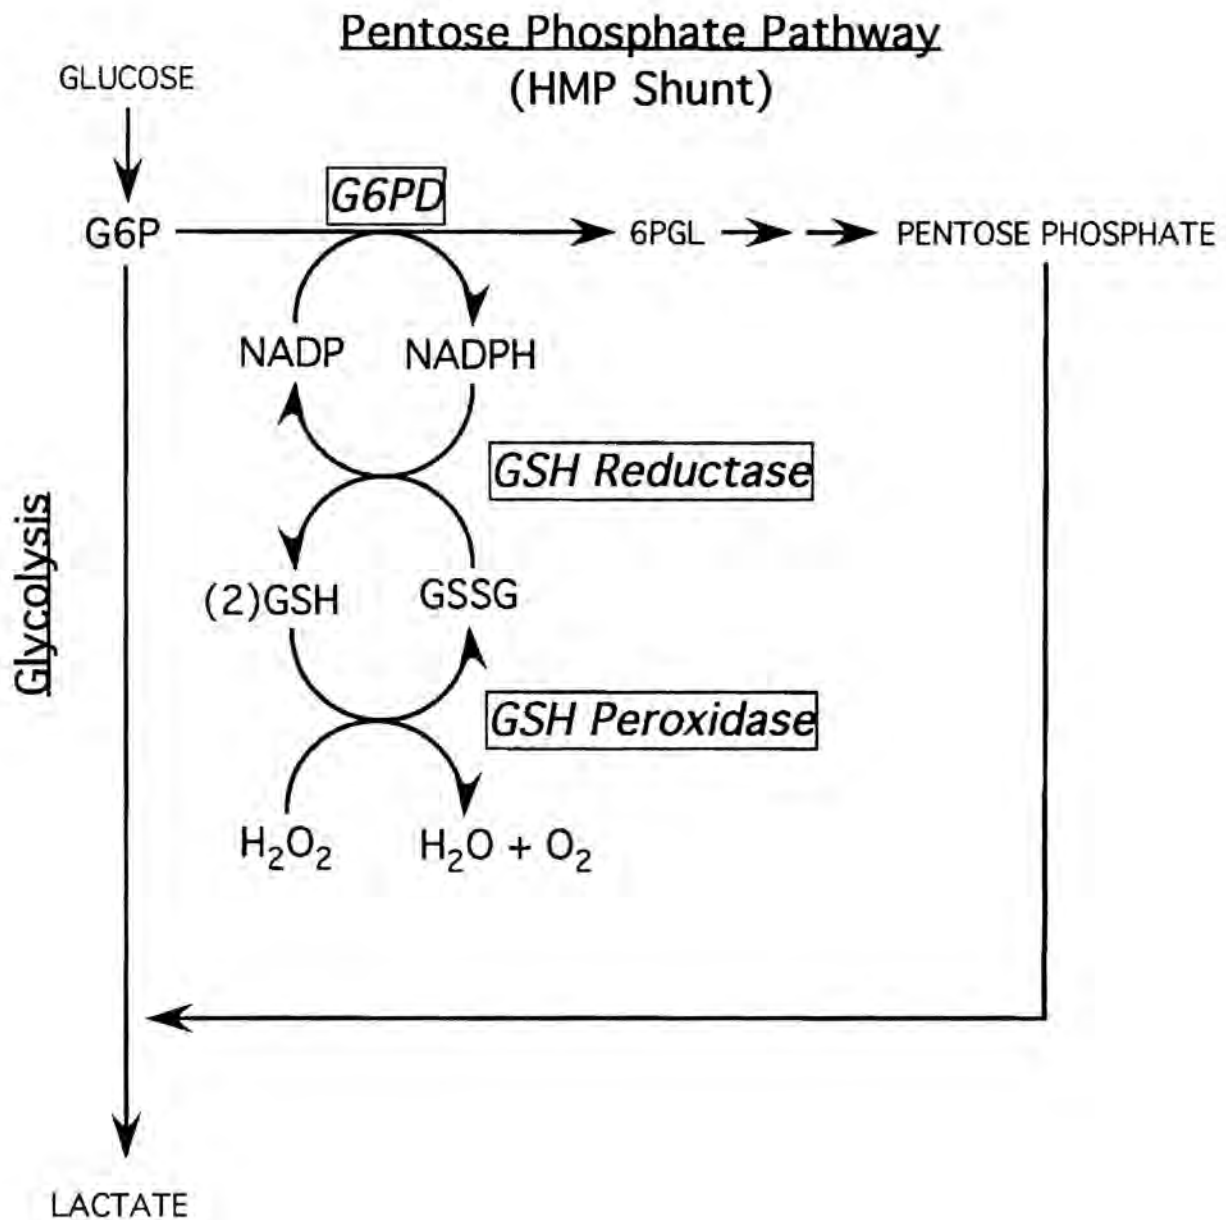 Pentose Phosphate Pathway
(HMP Shunt)
GLUCOSE
G6PD
G6P
6PGL
PENTOSE PHOSPHATE
NADP
NADPH
GSH Reductase
Glycolysis
(2)GSH
GSSG
GSH Peroxidase
H₂O₂
H₂O + O₂
LACTATE